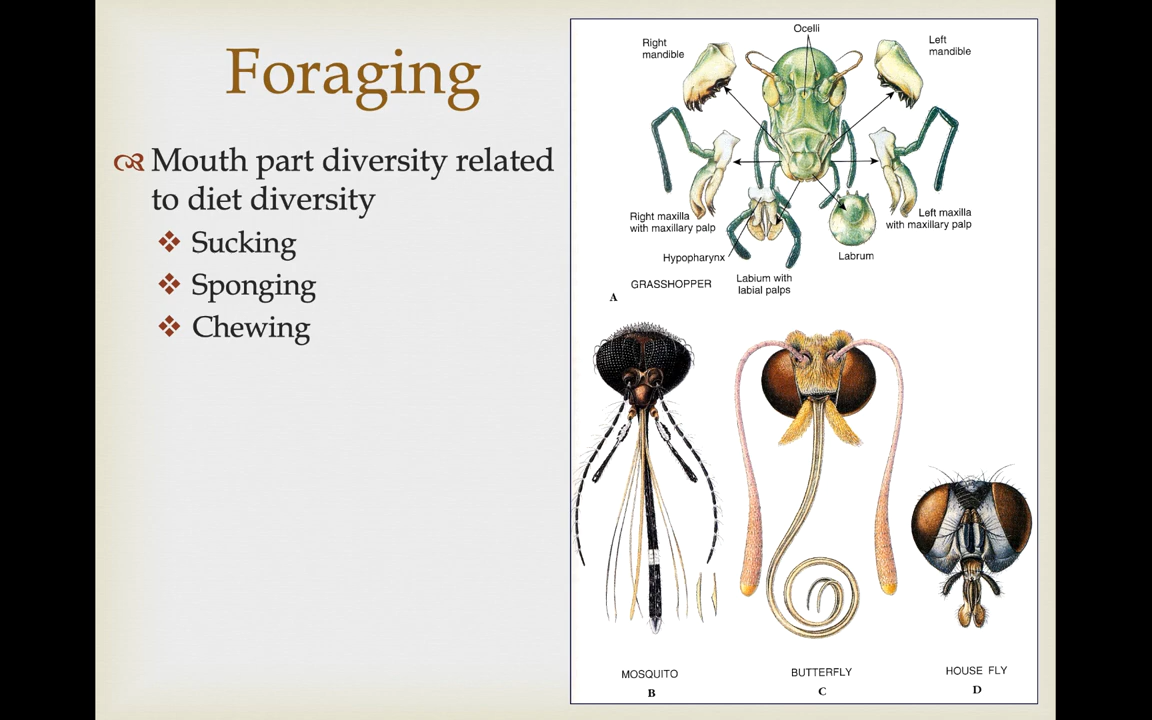 Foraging
Mouth part diversity related
to diet diversity
Sucking
Sponging
Chewing
Ocelli
Right
mandible
Left
mandible
Right maxilla
with maxillary palp
Left maxilla
with maxillary palp
Hypopharynx
Labrum
Labium with
labial palps
GRASSHOPPER
A
MOSQUITO
B
BUTTERFLY
C
HOUSE FLY
D